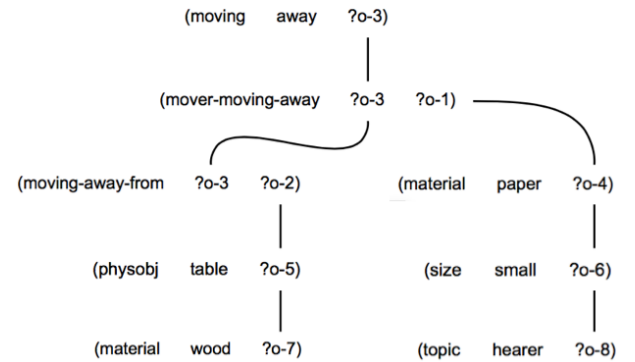 (moving away ?o-3)
(mover-moving-away ?o-3 ?o-1)
(moving-away-from ?o-3 ?o-2) (material paper ?o-4)
(physobj table ?o-5) (size small ?o-6)
(material wood ?o-7) (topic hearer ?o-8)